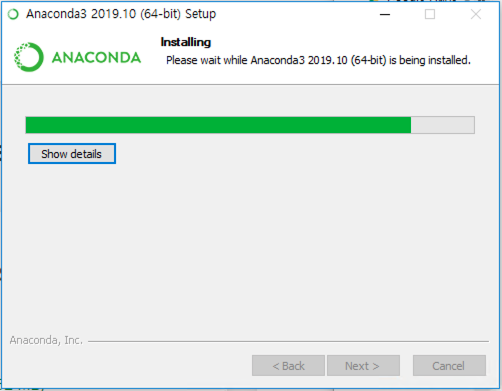 Anaconda3 2019.10 (64-bit) Setup
ANACONDA
Installing
Please wait while Anaconda3 2019.10 (64-bit) is being installed.
Show details
Anaconda, Inc.
< Back
Next >
Cancel